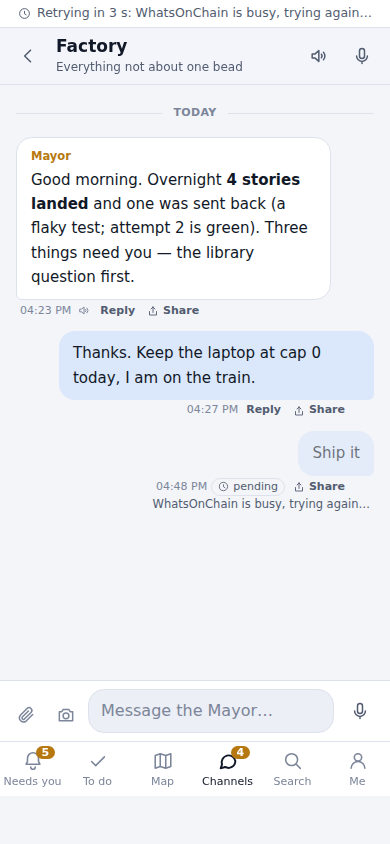 Retrying in 3 s: WhatsOnChain is busy, trying again…
Factory
Everything not about one bead
TODAY
Mayor
Good morning. Overnight 4 stories
landed and one was sent back (a
flaky test; attempt 2 is green). Three
things need you — the library
question first.
04:23 PM Reply Share
Thanks. Keep the laptop at cap 0
today, I am on the train.
04:27 PM Reply Share
Ship it
04:48 PM pending Share
WhatsOnChain is busy, trying again…
Message the Mayor…
5 4
Needs you To do Map Channels Search Me